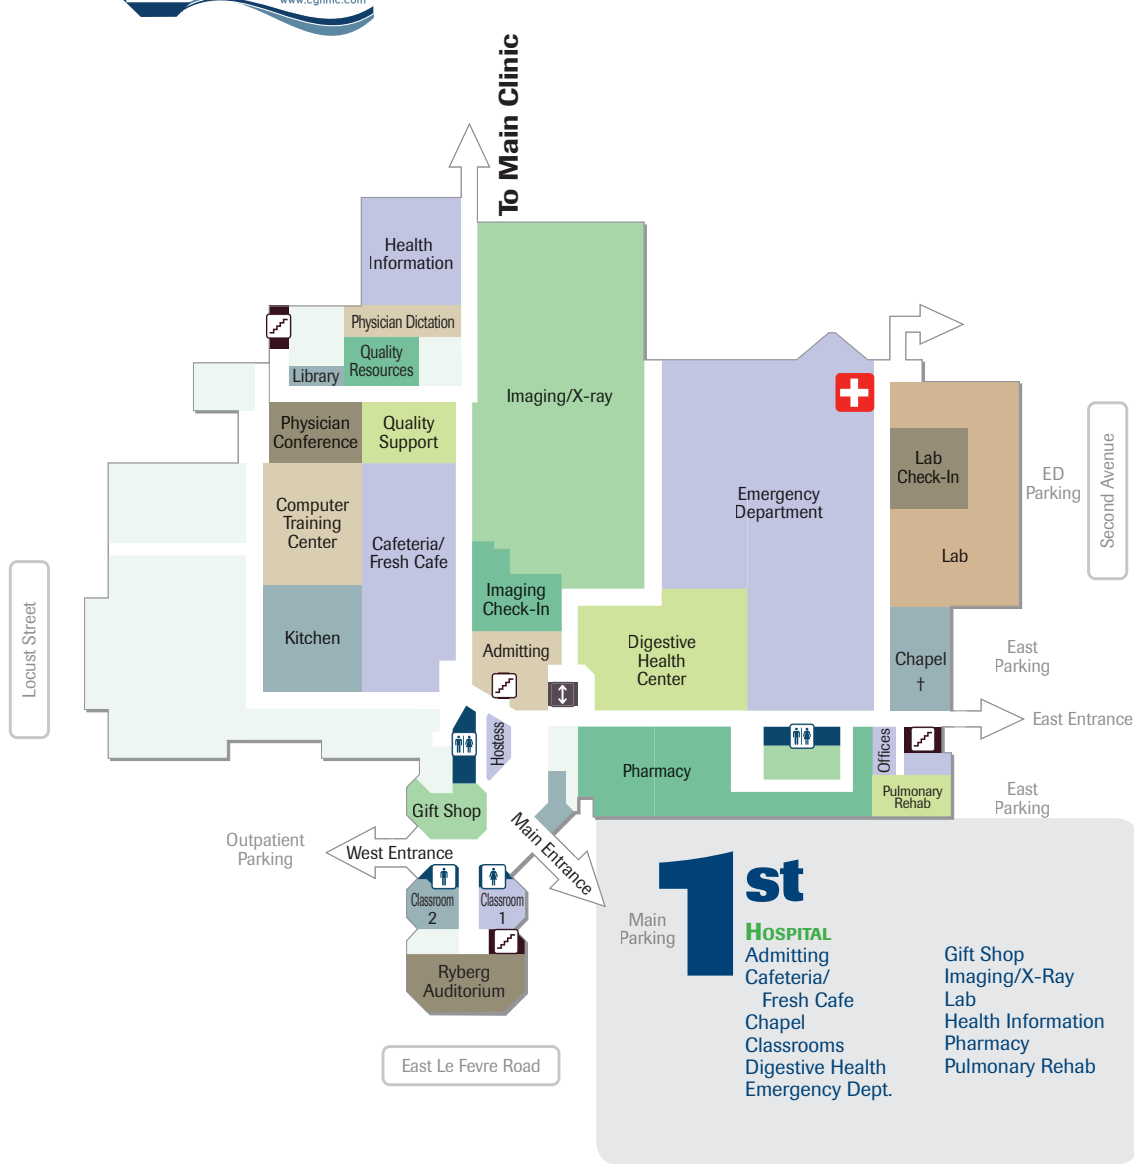 www.cghmc.com
To Main Clinic
Health
Information
Physician Dictation
Quality
Resources
Library
Imaging/X-ray
Physician
Conference
Quality
Support
Computer
Training
Center
Cafeteria/
Fresh Cafe
Kitchen
Emergency
Department
Lab
Check-In
Lab
ED
Parking
Second Avenue
Locust Street
Imaging
Check-In
Admitting
Digestive
Health
Center
Chapel
†
East
Parking
East Entrance
Hostess
Pharmacy
Offices
Pulmonary
Rehab
East
Parking
Gift Shop
Main Entrance
Outpatient
Parking
West Entrance
Classroom
2
Classroom
1
Ryberg
Auditorium
East Le Fevre Road
Main
Parking
1st
HOSPITAL
Admitting
Cafeteria/
Fresh Cafe
Chapel
Classrooms
Digestive Health
Emergency Dept.
Gift Shop
Imaging/X-Ray
Lab
Health Information
Pharmacy
Pulmonary Rehab